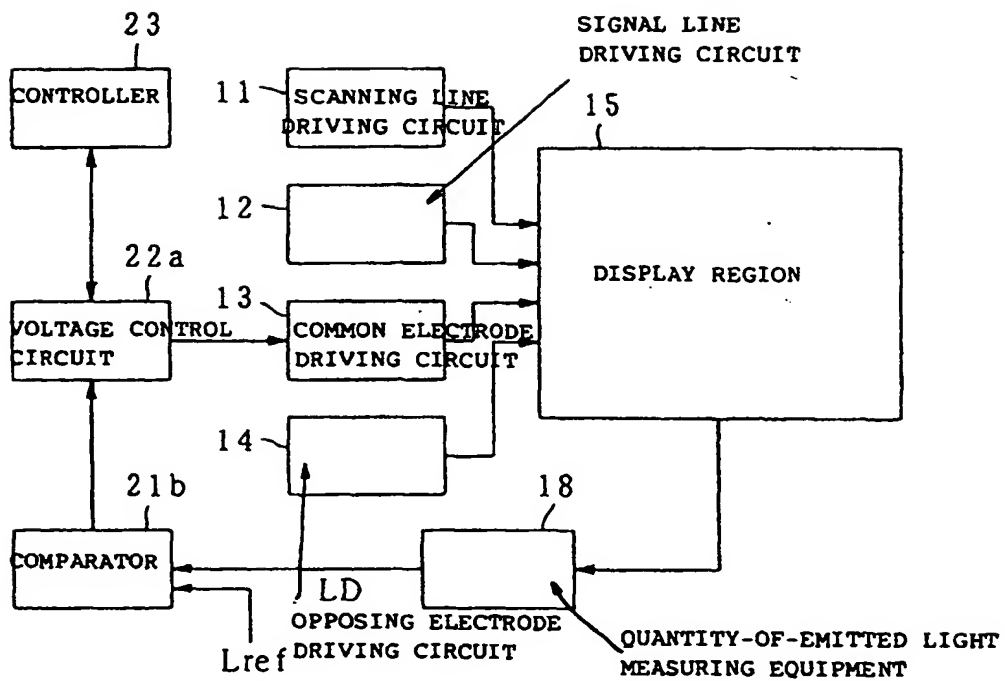 SIGNAL LINE
DRIVING CIRCUIT
23
CONTROLLER
11
SCANNING LINE
DRIVING CIRCUIT
15
12
DISPLAY REGION
22a
VOLTAGE CONTROL
CIRCUIT
13
COMMON ELECTRODE
DRIVING CIRCUIT
14
21b
COMPARATOR
18
LD
OPPOSING ELECTRODE
DRIVING CIRCUIT
Lref
QUANTITY-OF-EMITTED LIGHT
MEASURING EQUIPMENT